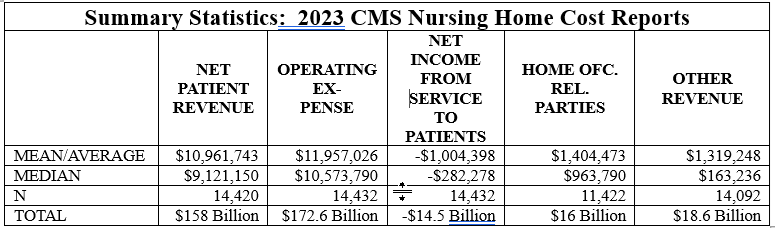 Summary Statistics: 2023 CMS Nursing Home Cost Reports
NET PATIENT REVENUE OPERATING EX-PENSE NET INCOME FROM SERVICE TO PATIENTS HOME OFC. REL. PARTIES OTHER REVENUE
MEAN/AVERAGE $10,961,743 $11,957,026 -$1,004,398 $1,404,473 $1,319,248
MEDIAN $9,121,150 $10,573,790 -$282,278 $963,790 $163,236
N 14,420 14,432 14,432 11,422 14,092
TOTAL $158 Billion $172.6 Billion -$14.5 Billion $16 Billion $18.6 Billion